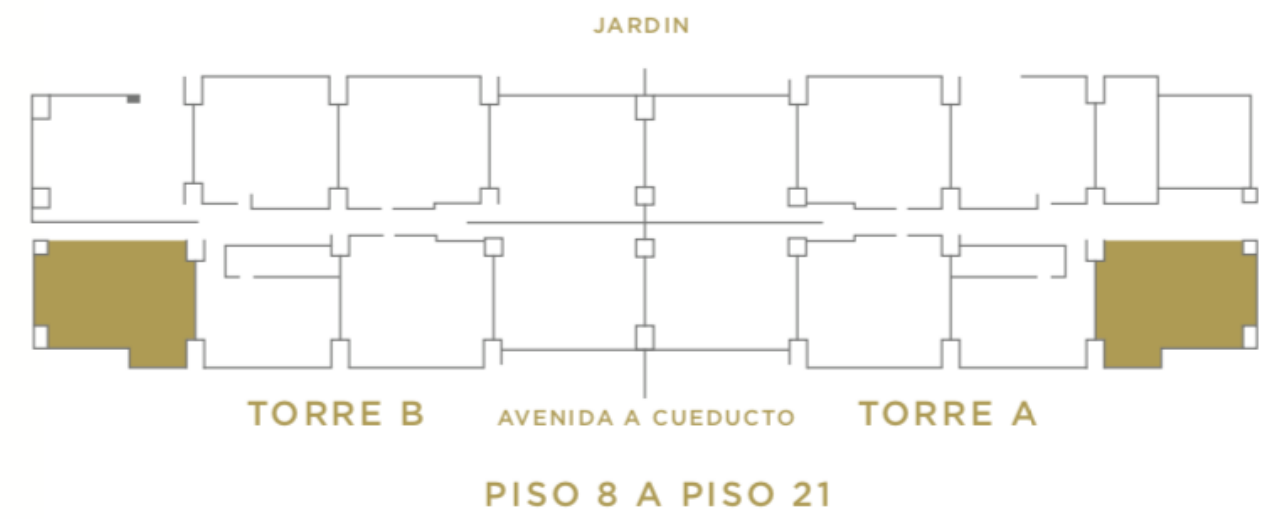 JARDIN
TORRE B
AVENIDA A CUEDUCTO
TORRE A
PISO 8 A PISO 21